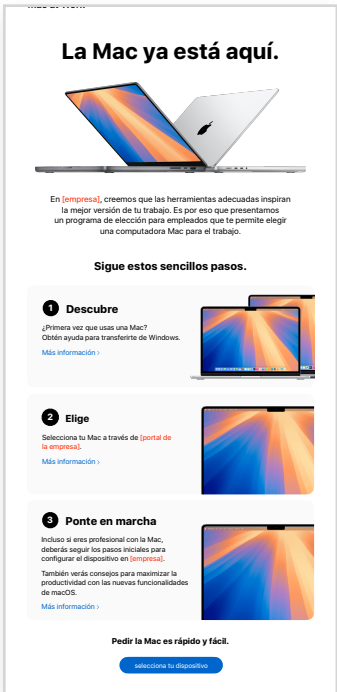 La Mac ya está aquí.
En [empresa], creemos que las herramientas adecuadas inspiran
la mejor versión de tu trabajo. Es por eso que presentamos
un programa de elección para empleados que te permite elegir
una computadora Mac para el trabajo.
Sigue estos sencillos pasos.
1 Descubre
¿Primera vez que usas una Mac?
Obtén ayuda para transferirte de Windows.
Más información ›
2 Elige
Selecciona tu Mac a través de [portal de
la empresa].
Más información ›
3 Ponte en marcha
Incluso si eres profesional con la Mac,
deberás seguir los pasos iniciales para
configurar el dispositivo en [empresa].
También verás consejos para maximizar la
productividad con las nuevas funcionalidades
de macOS.
Más información ›
Pedir la Mac es rápido y fácil.
selecciona tu dispositivo